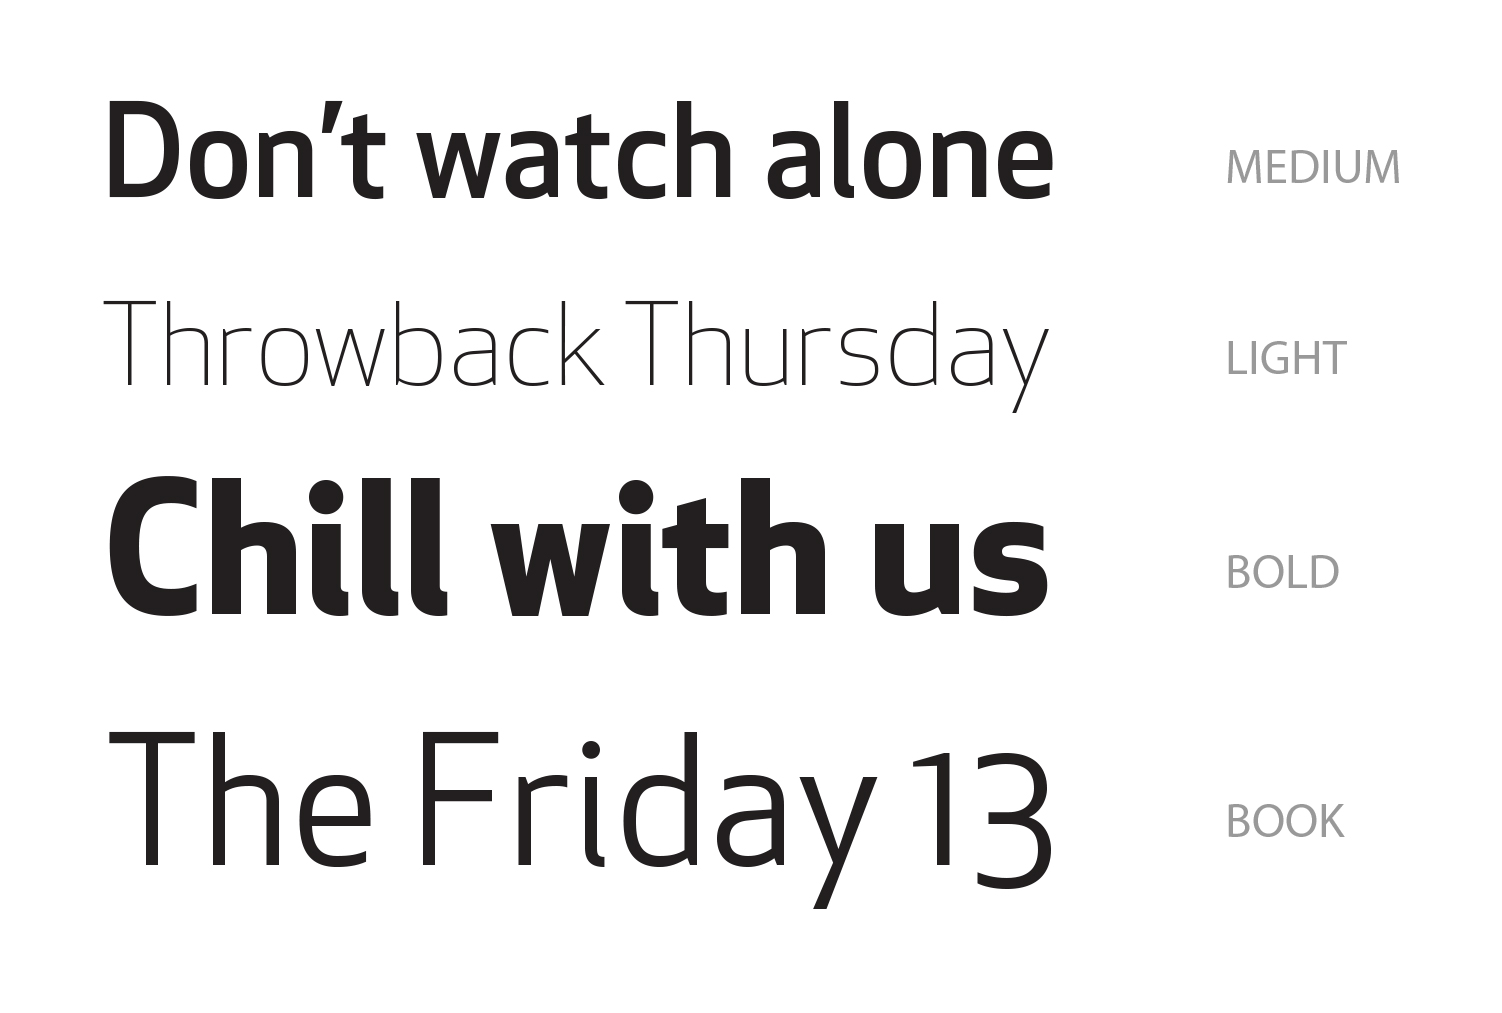 Don’t watch alone MEDIUM
Throwback Thursday LIGHT
Chill with us BOLD
The Friday 13 BOOK